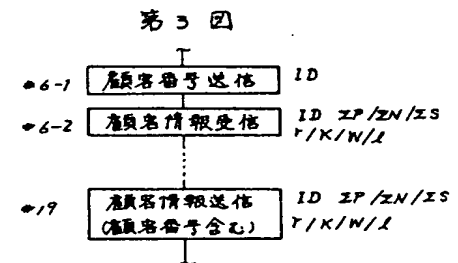 第3図
#6-1 顧客番号送信 ID
#6-2 顧客情報受信 ID ΣP/ΣN/ΣS
r/K/W/l
#19 顧客情報送信 ID ΣP/ΣN/ΣS
(顧客番号含む) r/K/W/l